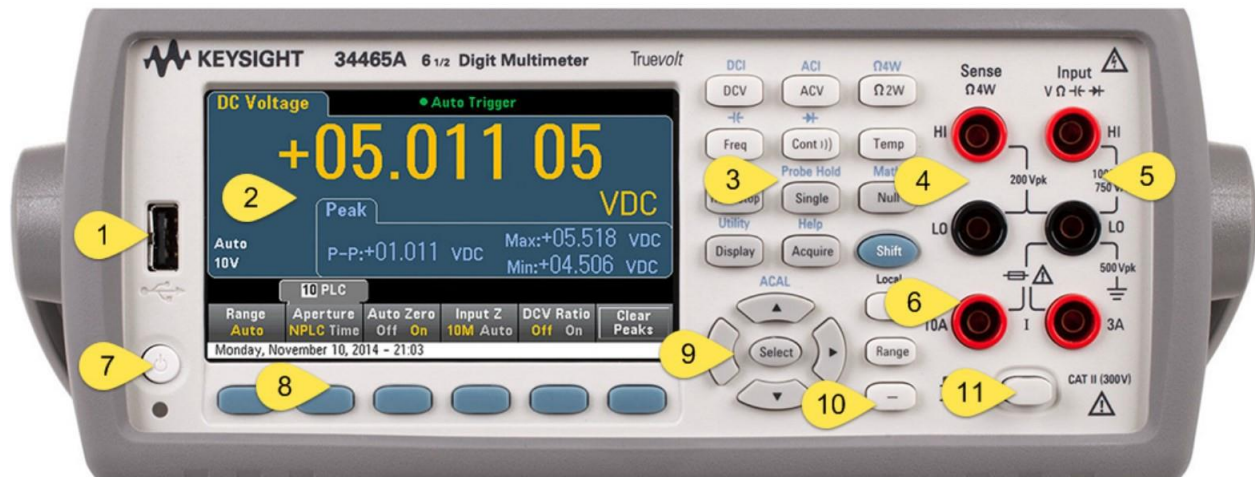 KEYSIGHT 34465A 6 1/2 Digit Multimeter Truevolt
DC Voltage
Auto Trigger
+05.011 05
VDC
Peak
P-P:+01.011 VDC
Max:+05.518 VDC
Min:+04.506 VDC
Auto
10V
10 PLC
Range
Auto
Aperture
NPLC Time
Auto Zero
Off On
Input Z
10M Auto
DCV Ratio
Off On
Clear
Peaks
Monday, November 10, 2014 - 21:03
DCI
DCV
ACI
ACV
Ω4W
Ω2W
Freq
Cont
Temp
Probe Hold
Single
Null
Utility
Display
Help
Acquire
Shift
ACAL
Select
Local
Range
–
Sense
Ω4W
Input
V Ω
HI
HI
200 Vpk
LO
LO
500 Vpk
10A
I
3A
CAT II (300V)
1
2
3
4
5
6
7
8
9
10
11